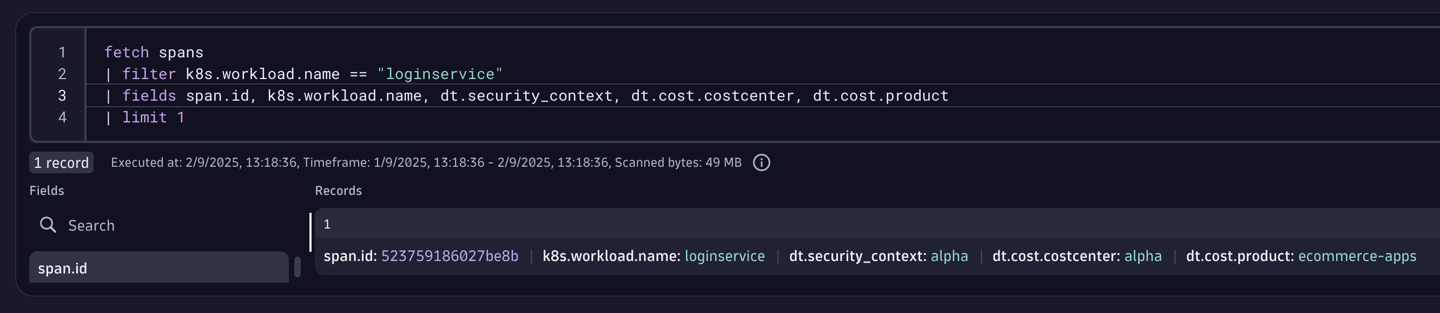 1 fetch spans
2 | filter k8s.workload.name == "loginservice"
3 | fields span.id, k8s.workload.name, dt.security_context, dt.cost.costcenter, dt.cost.product
4 | limit 1
1 record Executed at: 2/9/2025, 13:18:36, Timeframe: 1/9/2025, 13:18:36 - 2/9/2025, 13:18:36, Scanned bytes: 49 MB
Fields Records
Search 1
span.id: 523759186027be8b | k8s.workload.name: loginservice | dt.security_context: alpha | dt.cost.costcenter: alpha | dt.cost.product: ecommerce-apps
span.id